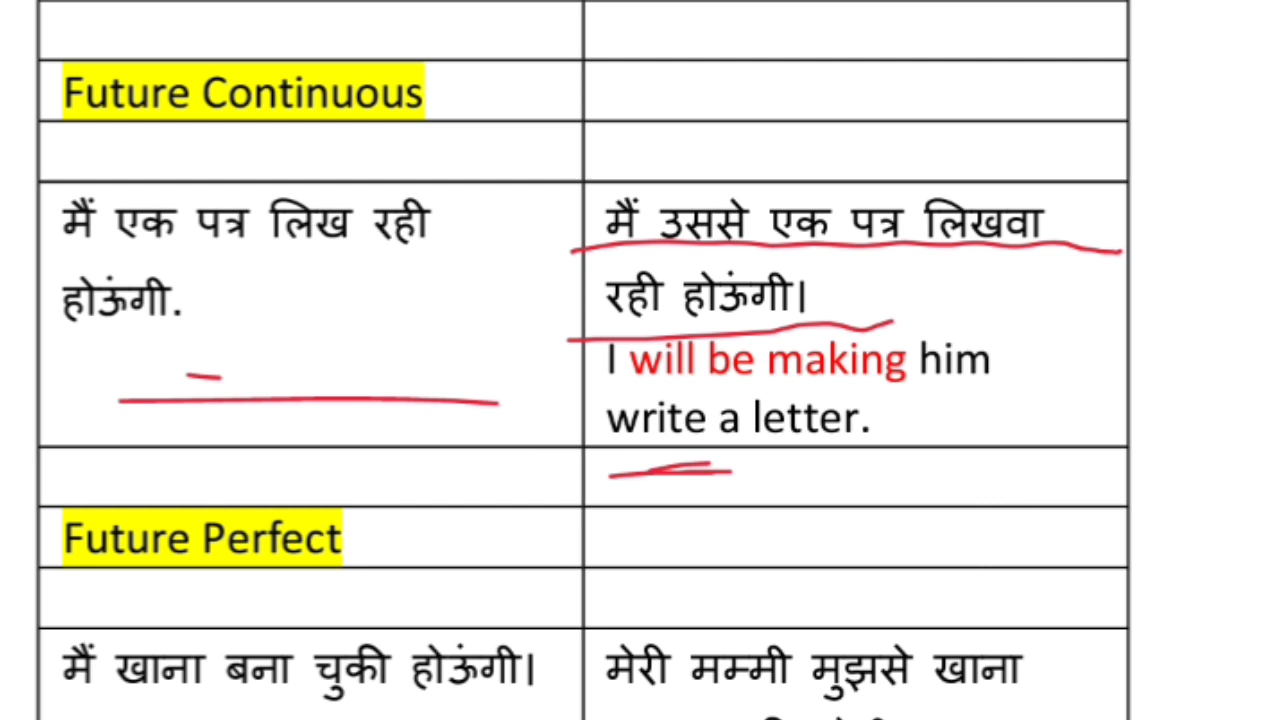 Future Continuous
मैं एक पत्र लिख रही
होऊंगी.
मैं उससे एक पत्र लिखवा
रही होऊंगी।
I will be making him
write a letter.
Future Perfect
मैं खाना बना चुकी होऊंगी।
मेरी मम्मी मुझसे खाना